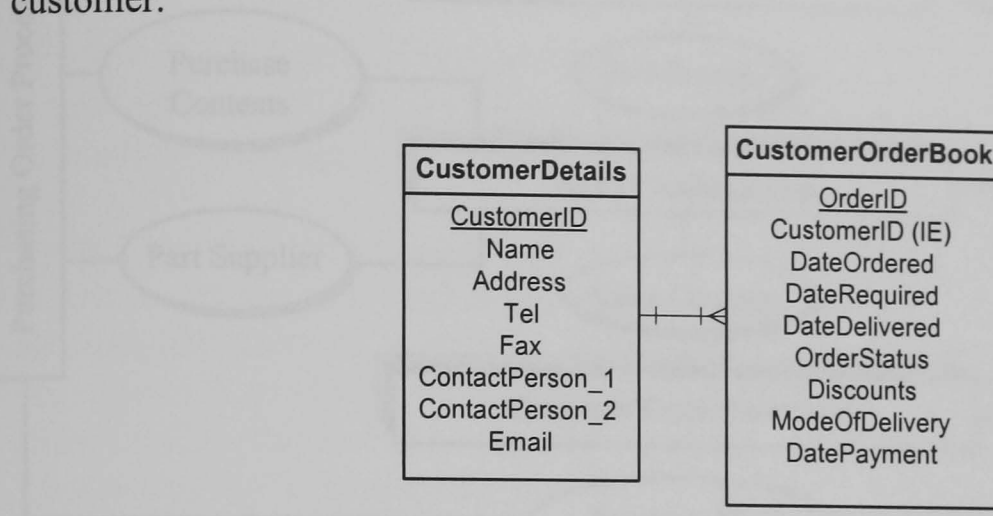 customer.
Purchase
Contents
Part Supplier
CustomerDetails
CustomerID
Name
Address
Tel
Fax
ContactPerson_1
ContactPerson_2
Email
CustomerOrderBook
OrderID
CustomerID (IE)
DateOrdered
DateRequired
DateDelivered
OrderStatus
Discounts
ModeOfDelivery
DatePayment